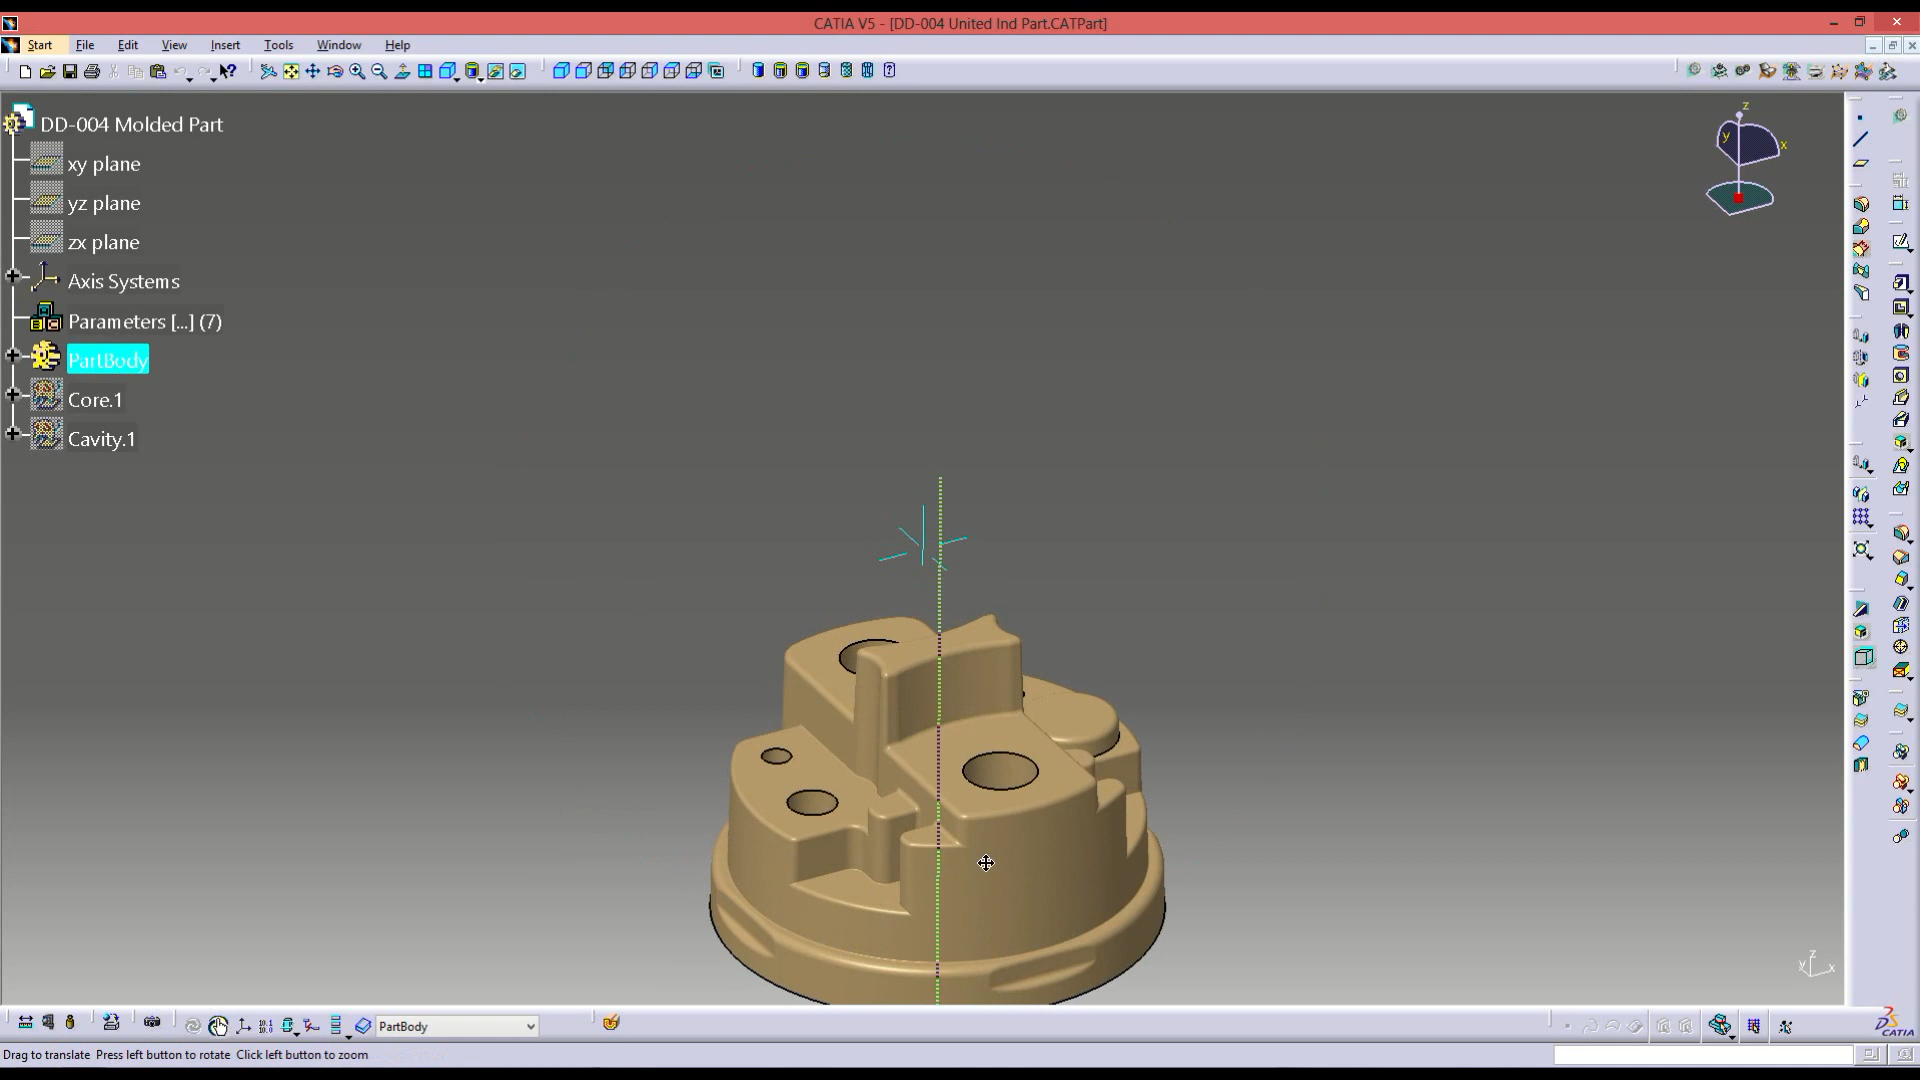 CATIA V5 - [DD-004 United Ind Part.CATPart]
Start File Edit View Insert Tools Window Help
DD-004 Molded Part
xy plane
yz plane
zx plane
Axis Systems
Parameters [...] (7)
PartBody
Core.1
Cavity.1
z
y
x
z
y
x
PartBody
CATIA
Drag to translate Press left button to rotate Click left button to zoom